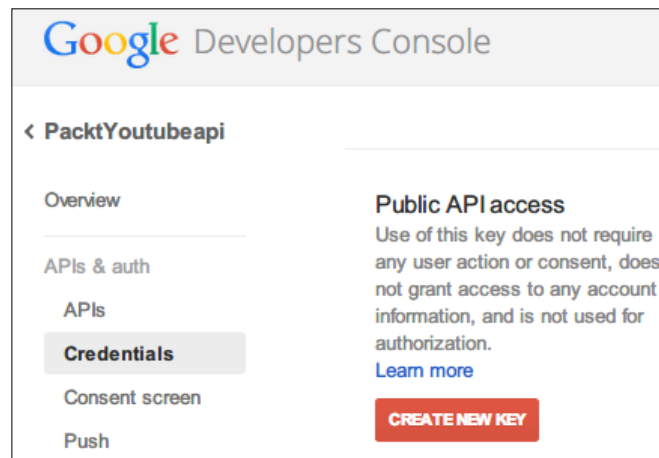 Google Developers Console
< PacktYoutubeapi
Overview
APIs & auth
APIs
Credentials
Consent screen
Push
Public API access
Use of this key does not require
any user action or consent, does
not grant access to any account
information, and is not used for
authorization.
Learn more
CREATE NEW KEY